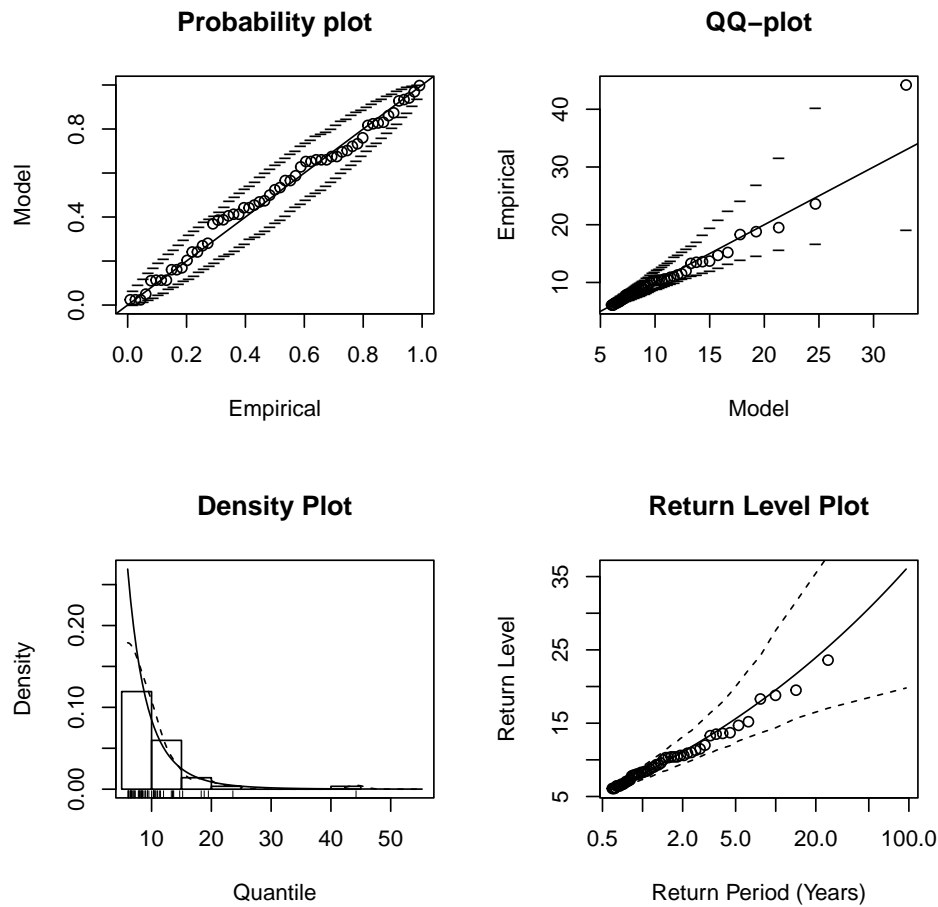 Probability plot
QQ−plot
0.0 0.4 0.8
Model
0.0 0.2 0.4 0.6 0.8 1.0
Empirical
10 20 30 40
Empirical
5 10 15 20 25 30
Model
Density Plot
Return Level Plot
0.00 0.10 0.20
Density
10 20 30 40 50
Quantile
5 15 25 35
Return Level
0.5 2.0 5.0 20.0 100.0
Return Period (Years)